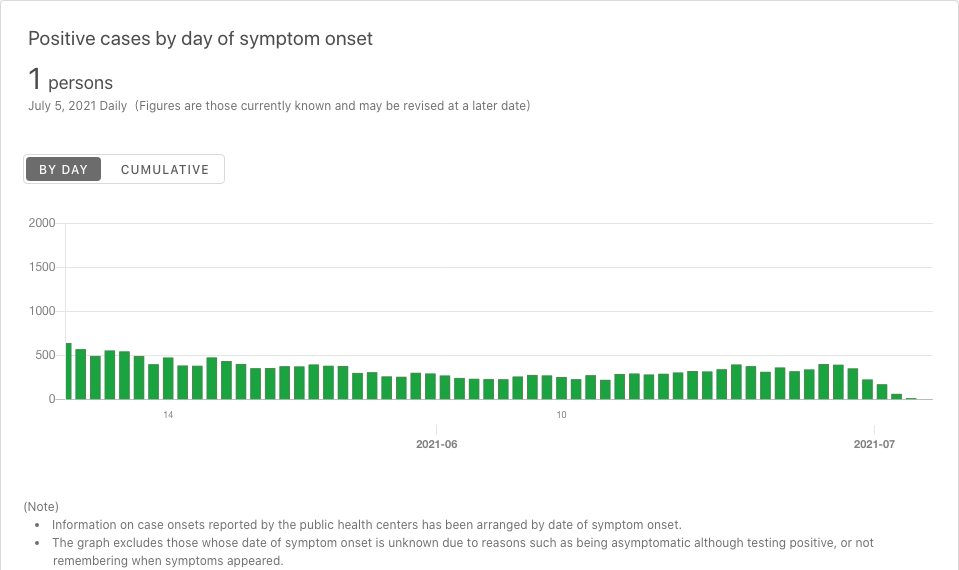 Positive cases by day of symptom onset
1 persons
July 5, 2021 Daily (Figures are those currently known and may be revised at a later date)
BY DAY CUMULATIVE
2000
1500
1000
500
0
14 10
2021-06 2021-07
(Note)
• Information on case onsets reported by the public health centers has been arranged by date of symptom onset.
• The graph excludes those whose date of symptom onset is unknown due to reasons such as being asymptomatic although testing positive, or not
remembering when symptoms appeared.